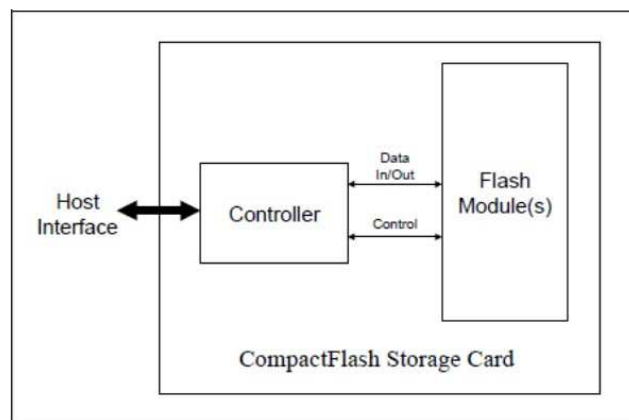 Host
Interface
Controller
Data
In/Out
Control
Flash
Module(s)
CompactFlash Storage Card